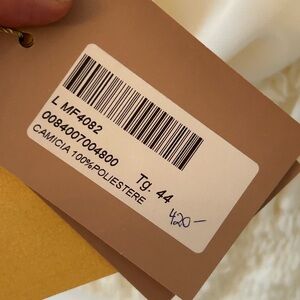 L MF4082
0084007004800
CAMICIA 100%POLIESTERE
Tg. 44
420-